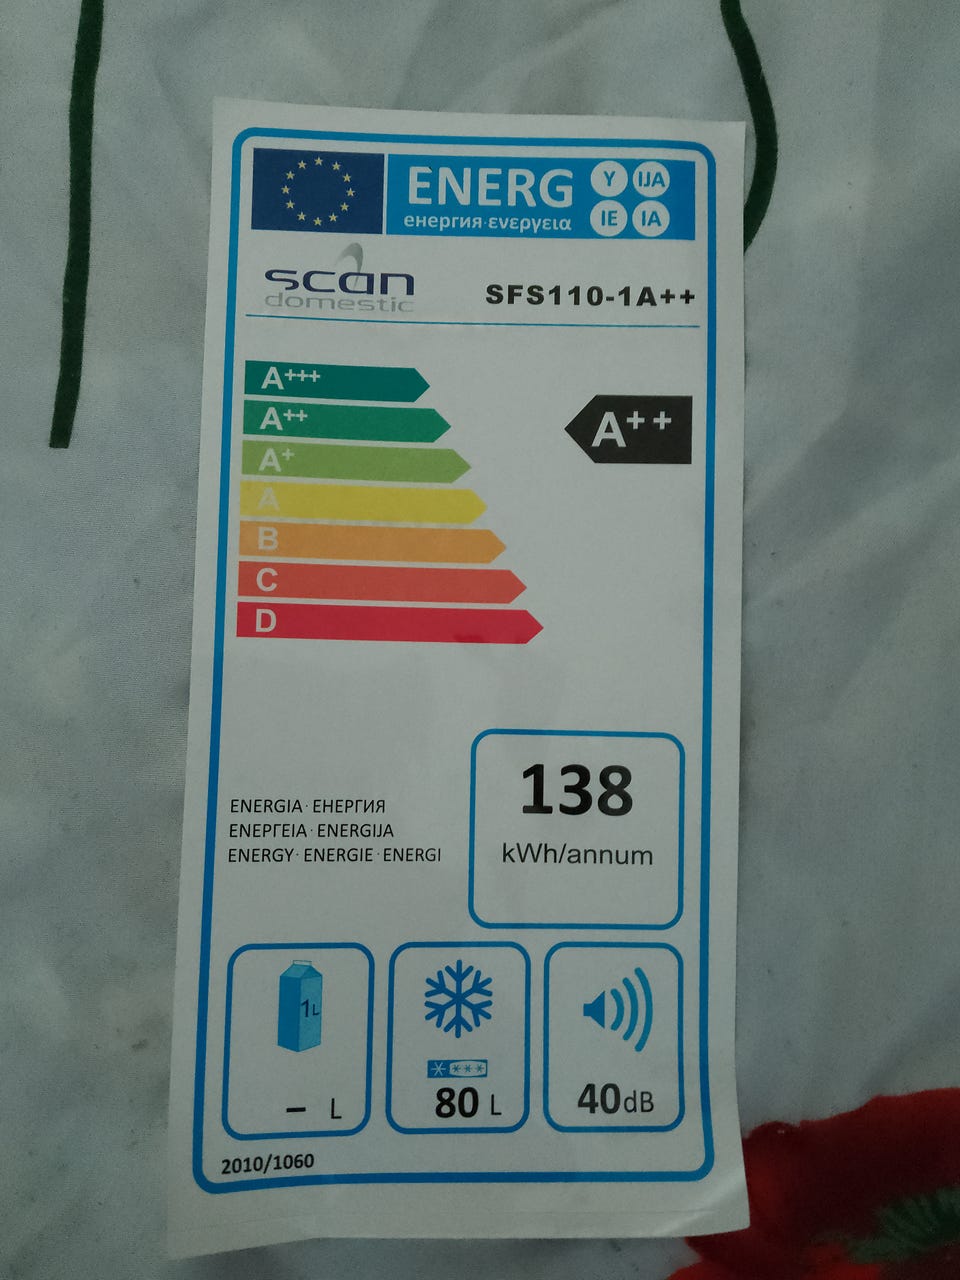 ENERG Y IJA
енергия·ενεργεια IE IA
scan
domestic
SFS110-1A++
A+++
A++
A++
A+
A
B
C
D
138
kWh/annum
ENERGIA·ЕНЕРГИЯ
ΕΝΕΡΓΕΙΑ·ENERGIJA
ENERGY·ENERGIE·ENERGI
1L
– L
80 L
40dB
2010/1060